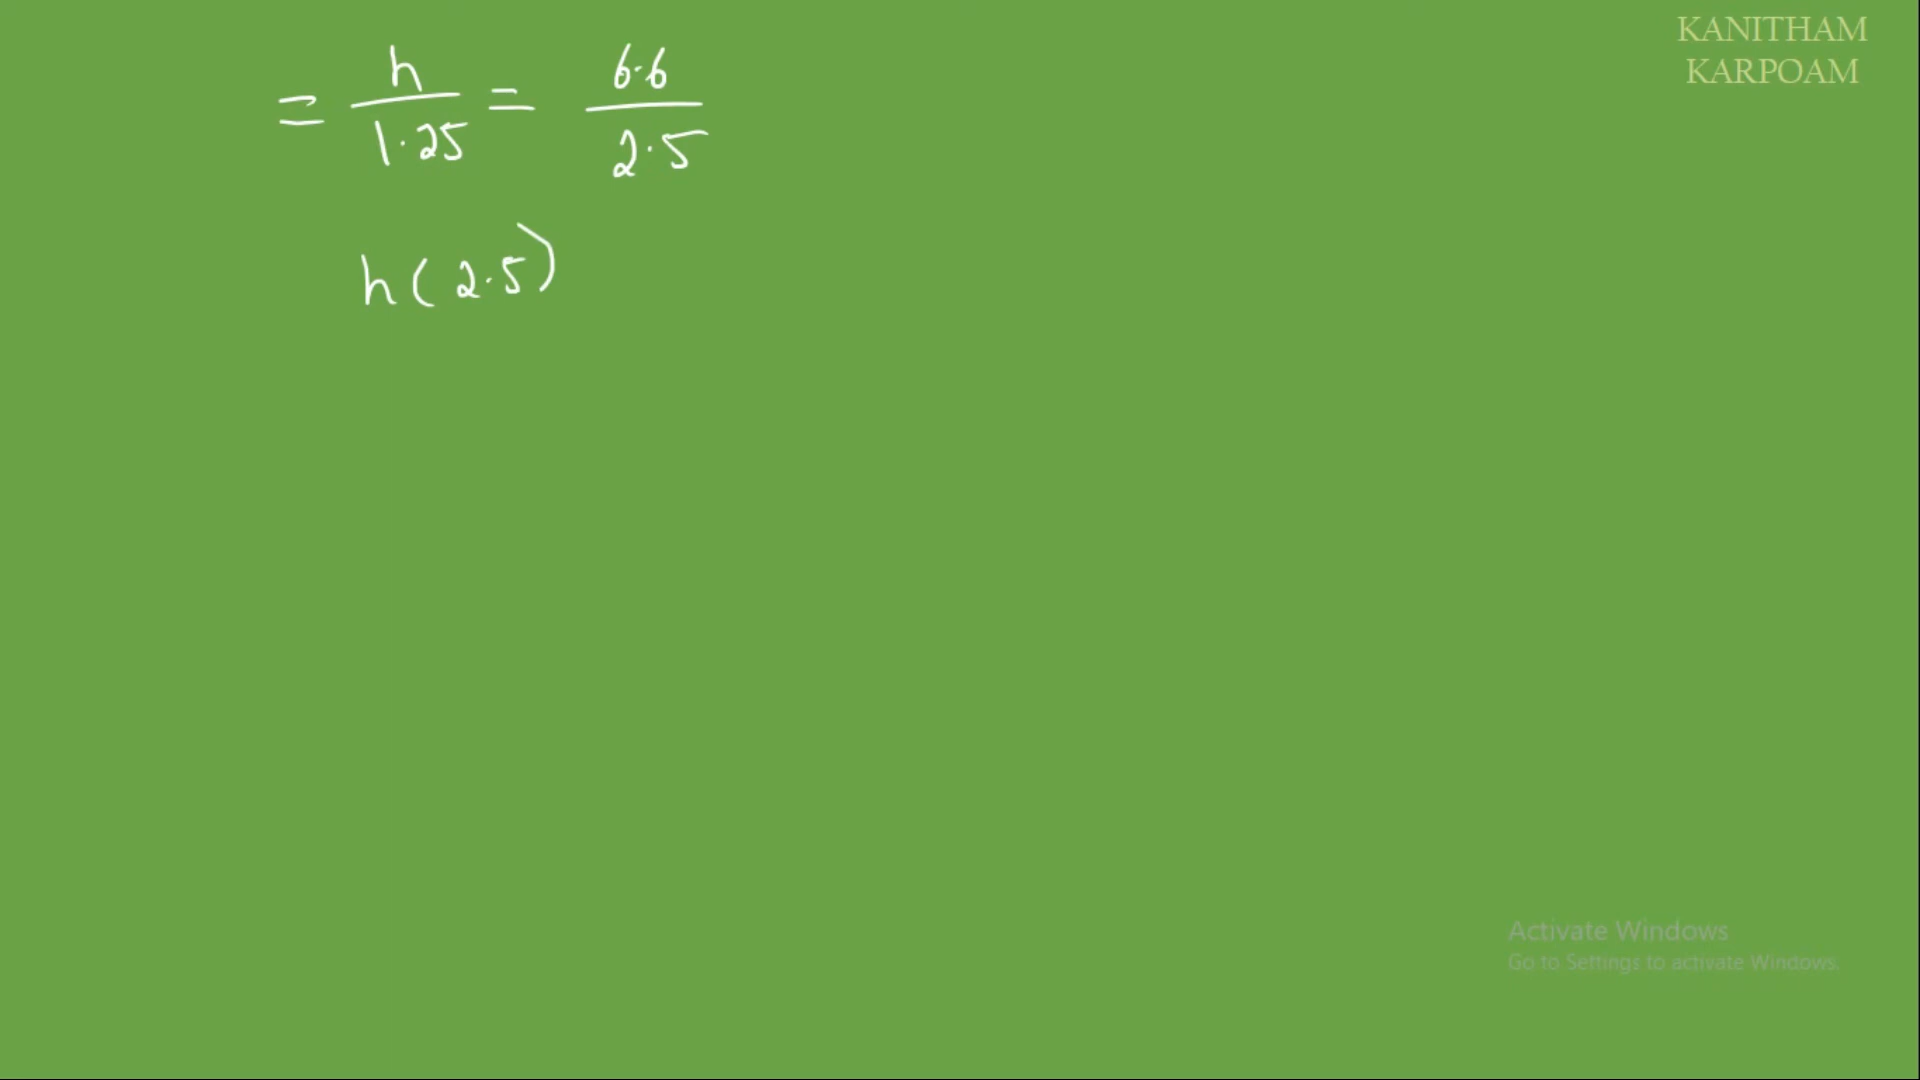 KANITHAM
KARPOAM
= h/1.25 = 6.6/2.5
h(2.5)
Activate Windows
Go to Settings to activate Windows.